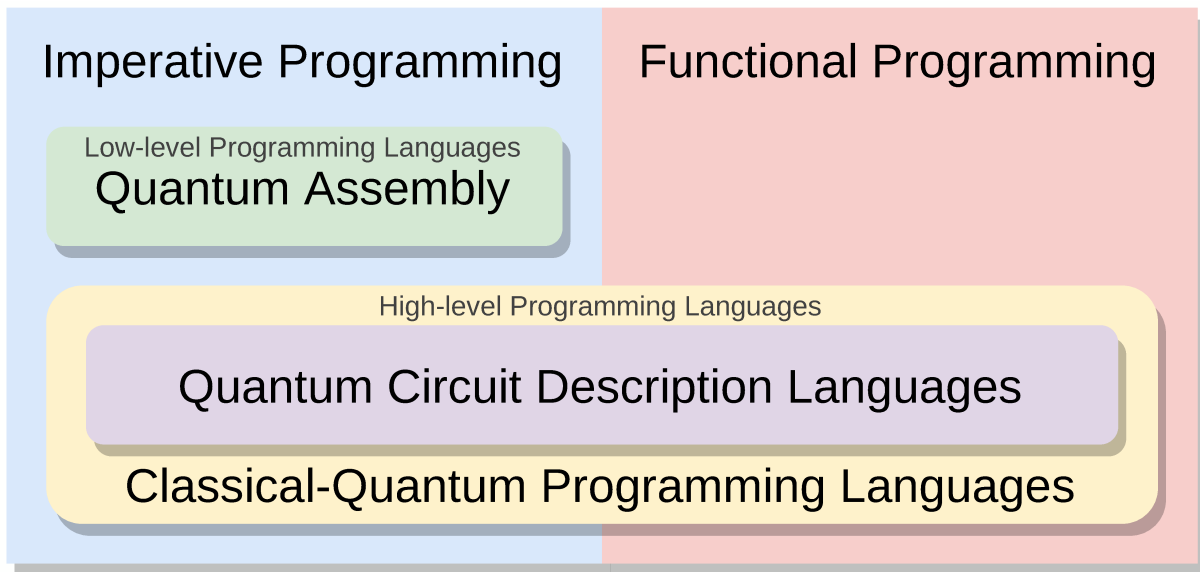 Imperative Programming
Functional Programming
Low-level Programming Languages
Quantum Assembly
High-level Programming Languages
Quantum Circuit Description Languages
Classical-Quantum Programming Languages